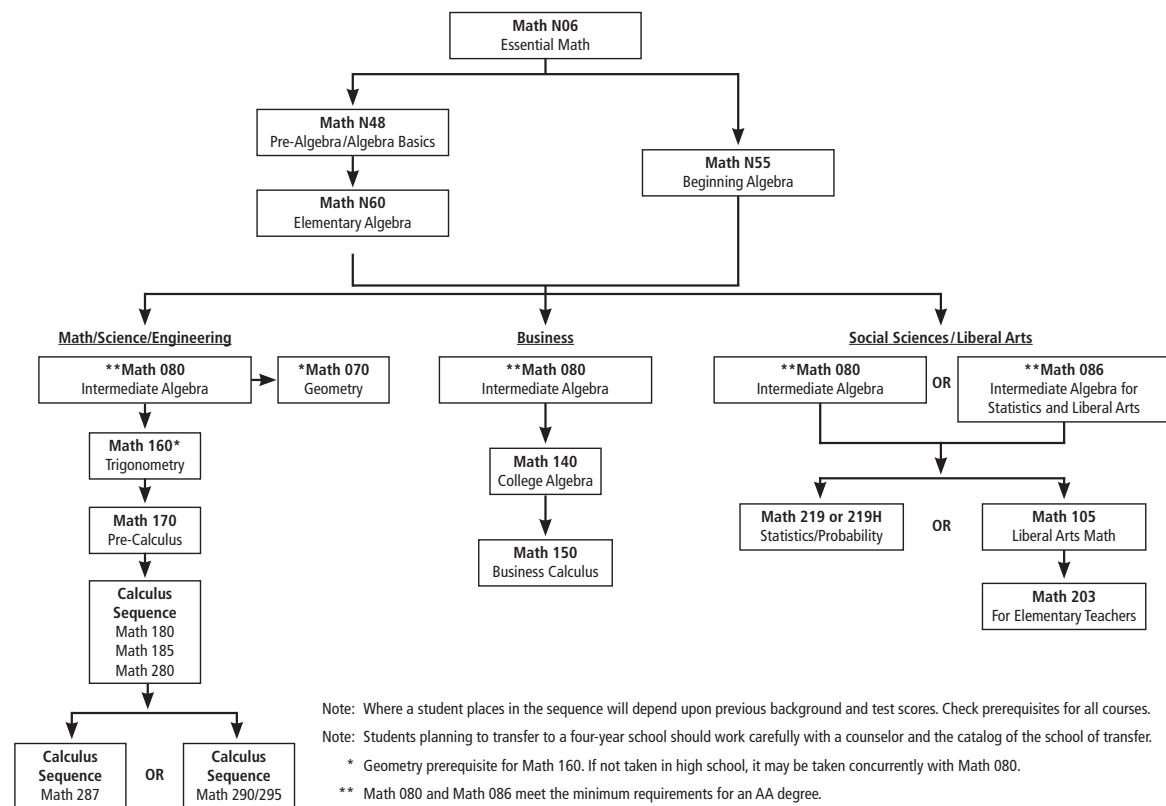 Math N06
Essential Math
Math N48
Pre-Algebra/Algebra Basics
Math N55
Beginning Algebra
Math N60
Elementary Algebra
Math/Science/Engineering
**Math 080
Intermediate Algebra
*Math 070
Geometry
Math 160*
Trigonometry
Math 170
Pre-Calculus
Calculus
Sequence
Math 180
Math 185
Math 280
Calculus
Sequence
Math 287
OR
Calculus
Sequence
Math 290/295
Business
**Math 080
Intermediate Algebra
Math 140
College Algebra
Math 150
Business Calculus
Social Sciences/Liberal Arts
**Math 080
Intermediate Algebra
OR
**Math 086
Intermediate Algebra for
Statistics and Liberal Arts
Math 219 or 219H
Statistics/Probability
OR
Math 105
Liberal Arts Math
Math 203
For Elementary Teachers
Note: Where a student places in the sequence will depend upon previous background and test scores. Check prerequisites for all courses.
Note: Students planning to transfer to a four-year school should work carefully with a counselor and the catalog of the school of transfer.
* Geometry prerequisite for Math 160. If not taken in high school, it may be taken concurrently with Math 080.
** Math 080 and Math 086 meet the minimum requirements for an AA degree.